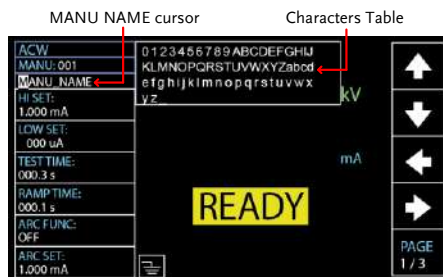 MANU NAME cursor
Characters Table
ACW
MANU: 001
MANU_NAME
HI SET:
1.000 mA
LOW SET:
000 uA
TEST TIME:
000.3 s
RAMP TIME:
000.1 s
ARC FUNC:
OFF
ARC SET:
1.000 mA
0123456789ABCDEFGHIJ
KLMNOPQRSTUVWXYZabcd
efghijklmnopqrstuvwx
yz_
kV
mA
READY
PAGE
1/3